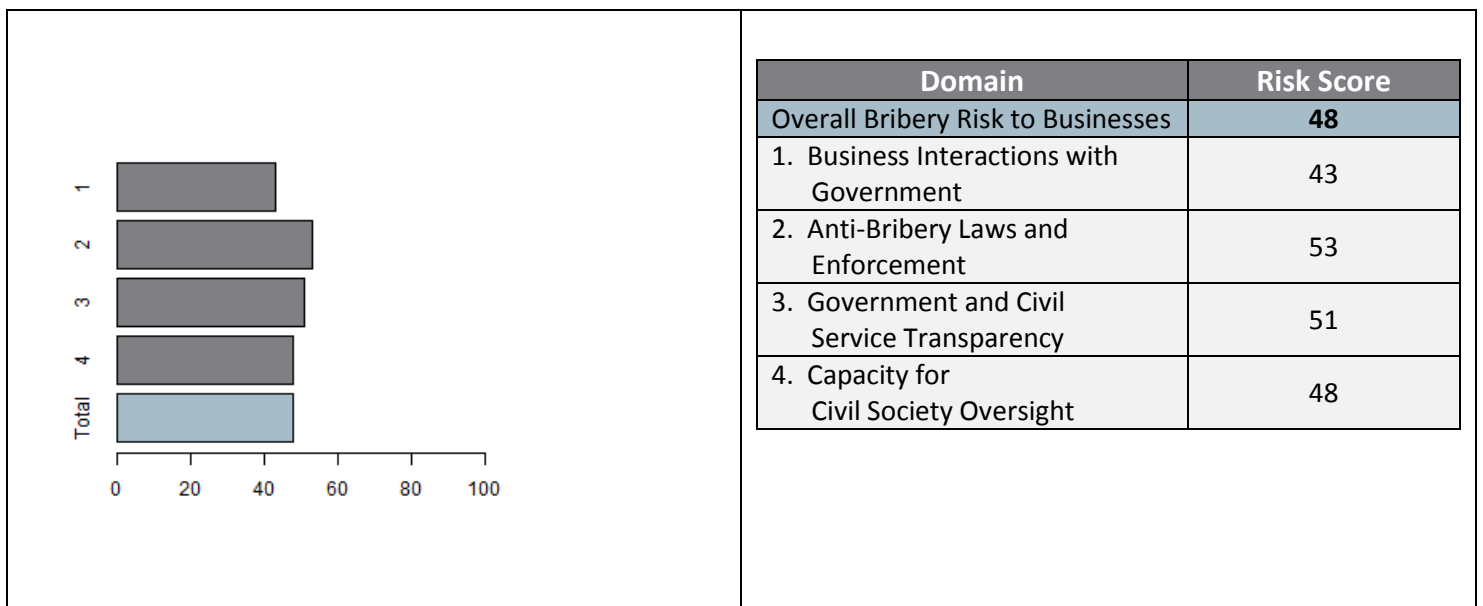 1
2
3
4
Total
0 20 40 60 80 100
Domain Risk Score
Overall Bribery Risk to Businesses 48
1. Business Interactions with
Government 43
2. Anti-Bribery Laws and
Enforcement 53
3. Government and Civil
Service Transparency 51
4. Capacity for
Civil Society Oversight 48